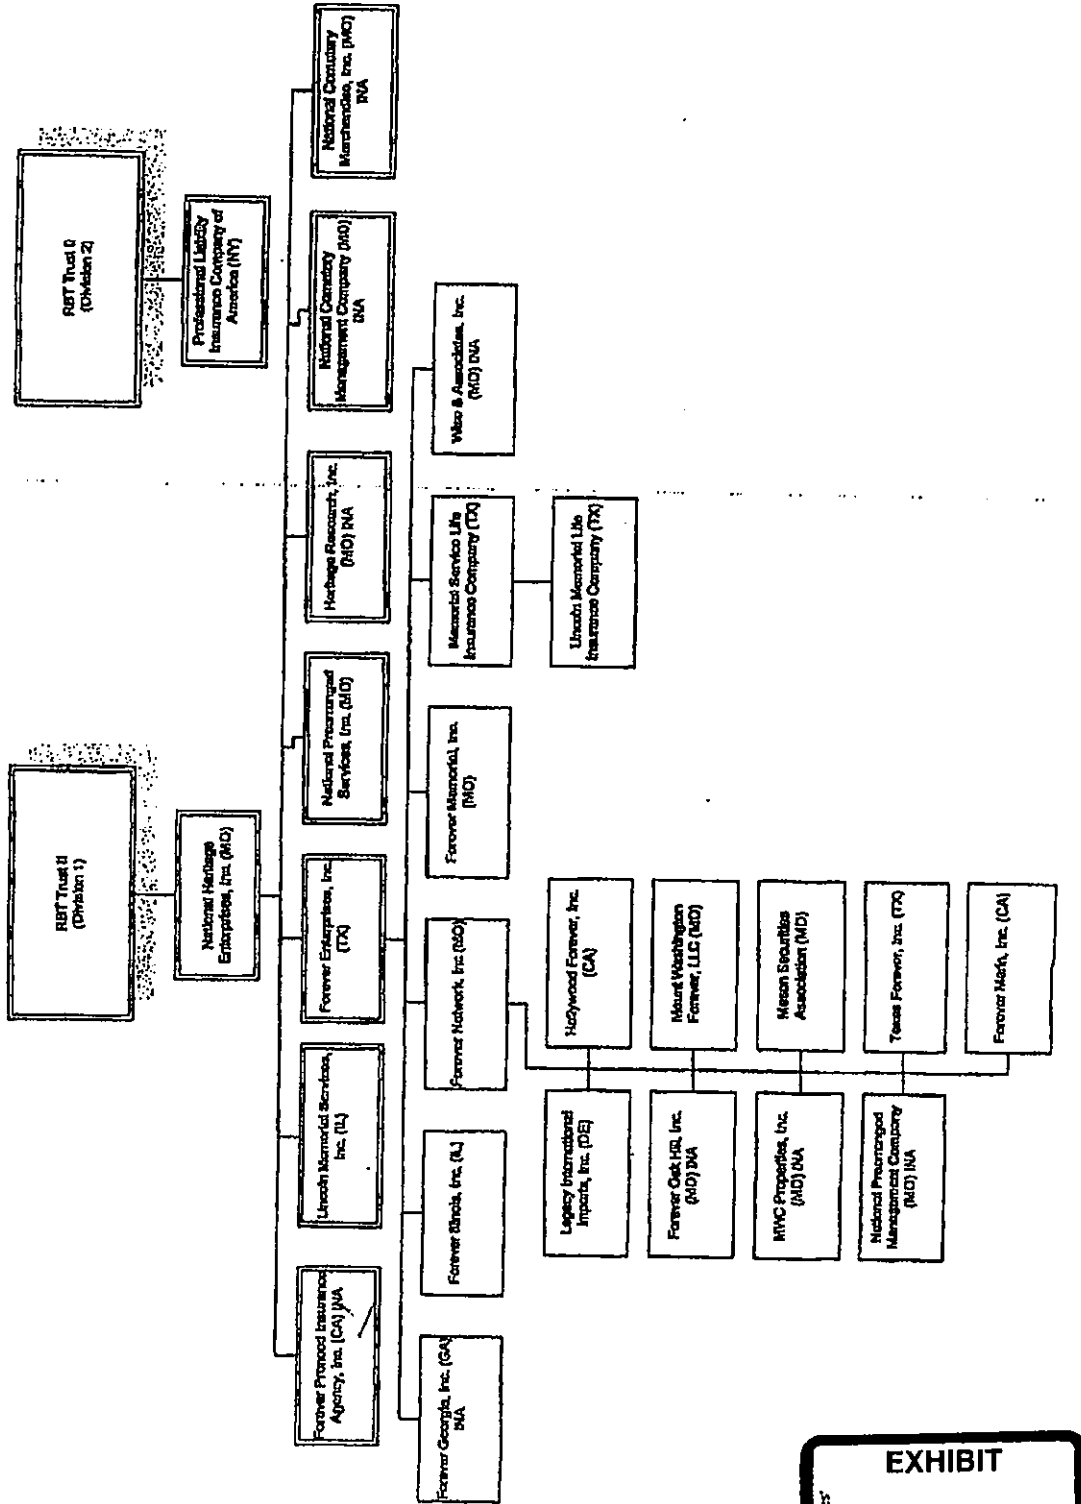 RBT Trust II
(Division 1)
RBT Trust II
(Division 2)
National Heritage
Enterprises, Inc. (MO)
Professional Liability
Insurance Company of
America (NY)
Forever Preneed Insurance
Agency, Inc. (CA) INA
Lincoln Memorial Services,
Inc. (IL)
Forever Enterprises, Inc.
(TX)
National Prearranged
Services, Inc. (MO)
Heritage Research, Inc.
(MO) INA
National Cemetery
Management Company (MO)
INA
National Cemetery
Merchandise, Inc. (MO)
INA
Forever Georgia, Inc. (GA)
INA
Forever Illinois, Inc. (IL)
Forever Network, Inc (MO)
Forever Memorial, Inc.
(MO)
Memorial Service Life
Insurance Company (TX)
Wise & Associates, Inc.
(MO) INA
Lincoln Memorial Life
Insurance Company (TX)
Legacy International
Imports, Inc. (DE)
Hollywood Forever, Inc.
(CA)
Forever Oak Hill, Inc.
(MO) INA
Mount Washington
Forever, LLC (MO)
MWC Properties, Inc.
(MO) INA
Mason Securities
Association (MO)
National Prearranged
Management Company
(MO) INA
Texas Forever, Inc (TX)
Forever Marin, Inc. (CA)
EXHIBIT